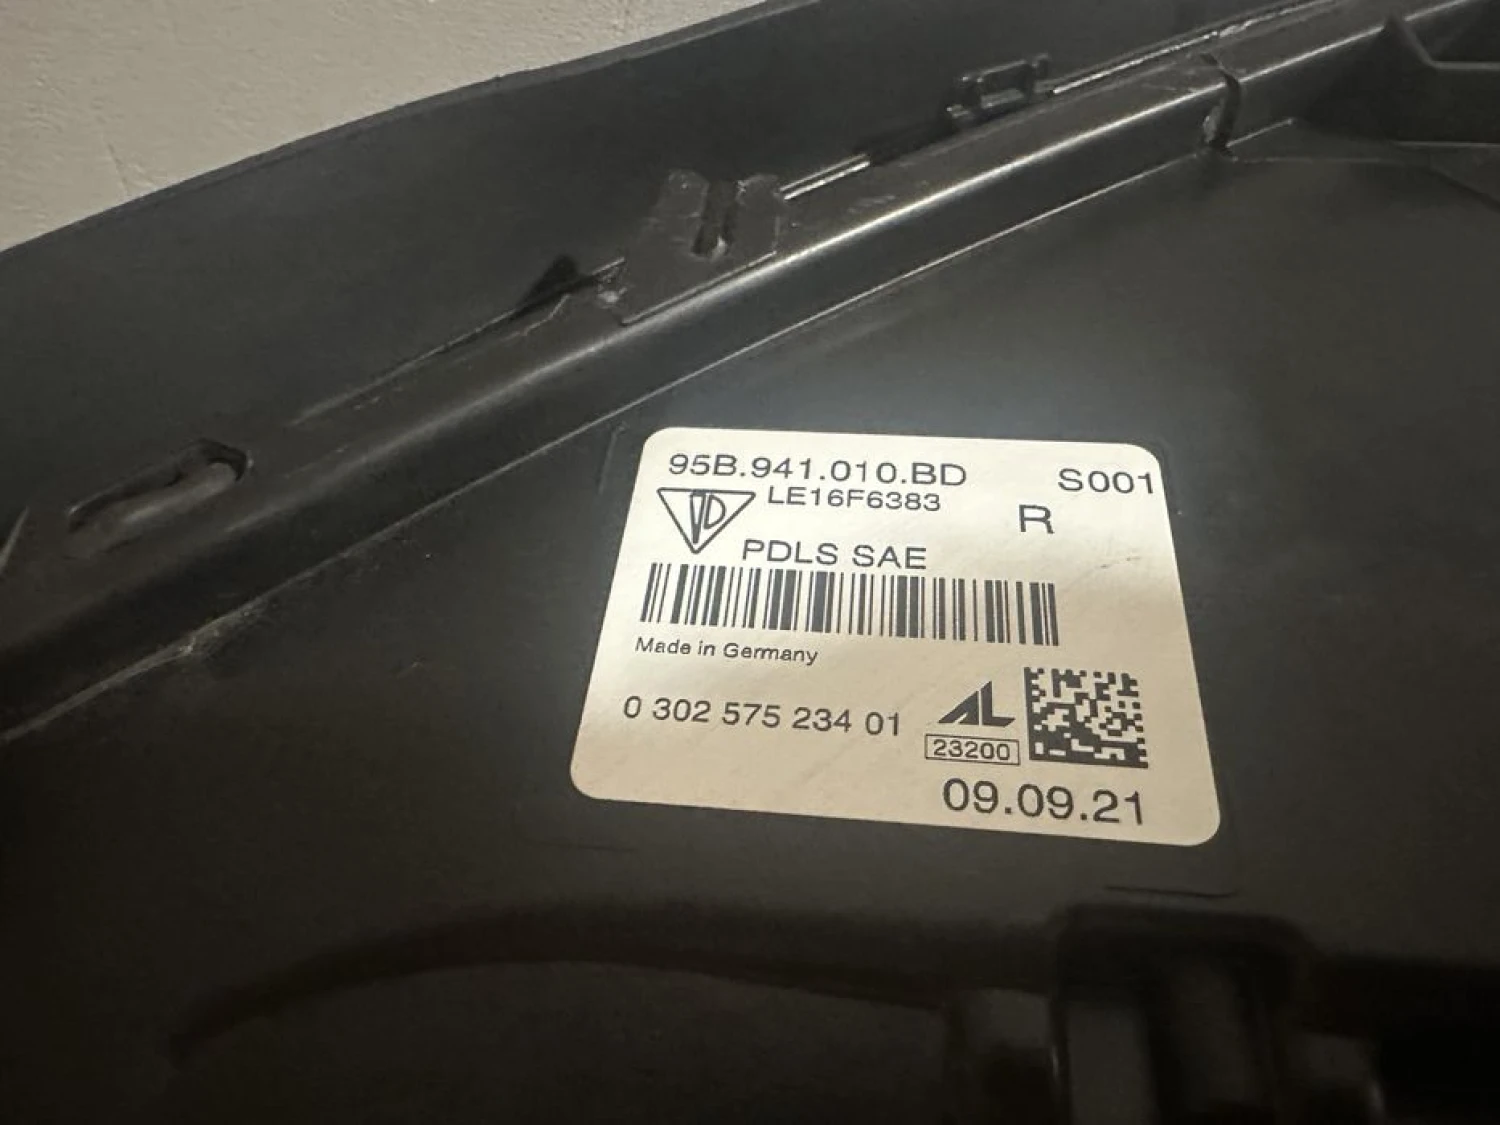 95B.941.010.BD S001
LE16F6383 R
PDLS SAE
Made in Germany
0 302 575 234 01 AL
23200
09.09.21